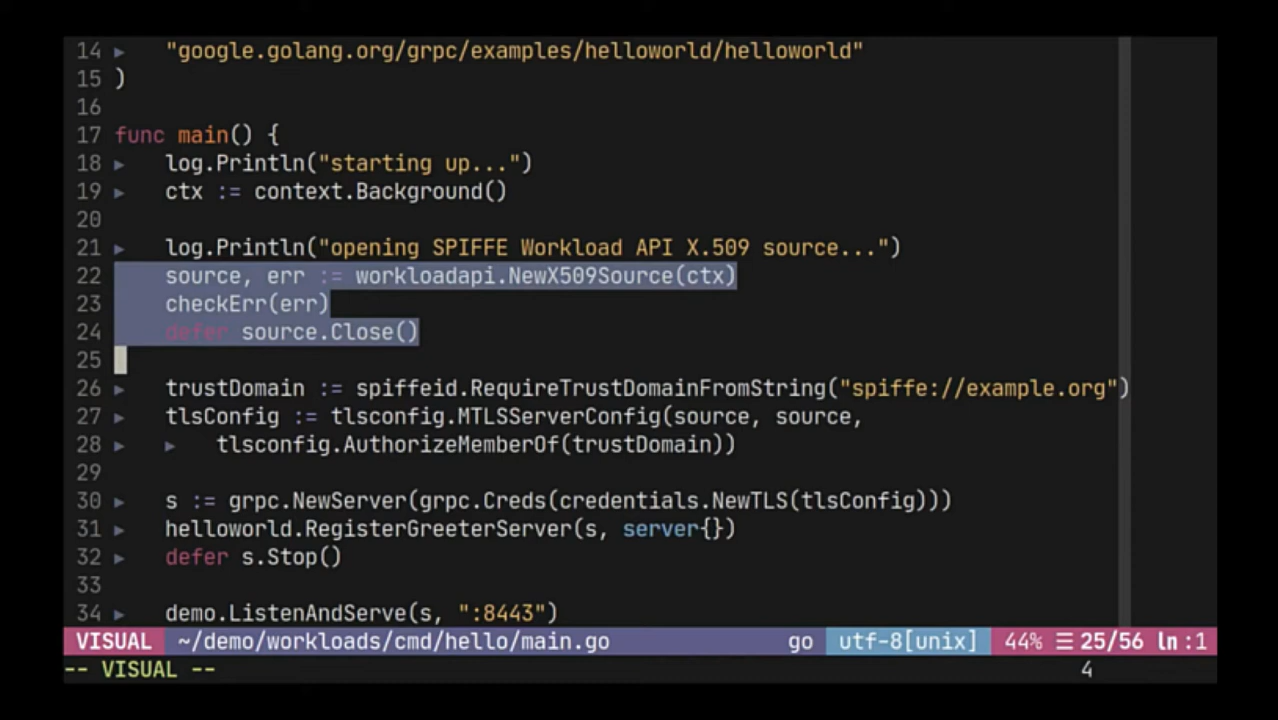 14 ▸   "google.golang.org/grpc/examples/helloworld/helloworld"
15 )
16
17 func main() {
18 ▸   log.Println("starting up...")
19 ▸   ctx := context.Background()
20
21 ▸   log.Println("opening SPIFFE Workload API X.509 source...")
22     source, err := workloadapi.NewX509Source(ctx)
23     checkErr(err)
24     defer source.Close()
25
26 ▸   trustDomain := spiffeid.RequireTrustDomainFromString("spiffe://example.org")
27 ▸   tlsConfig := tlsconfig.MTLSServerConfig(source, source,
28 ▸   ▸   tlsconfig.AuthorizeMemberOf(trustDomain))
29
30 ▸   s := grpc.NewServer(grpc.Creds(credentials.NewTLS(tlsConfig)))
31 ▸   helloworld.RegisterGreeterServer(s, server{})
32 ▸   defer s.Stop()
33
34 ▸   demo.ListenAndServe(s, ":8443")
VISUAL ~/demo/workloads/cmd/hello/main.go go utf-8[unix] 44% ☰ 25/56 ln :1
-- VISUAL -- 4